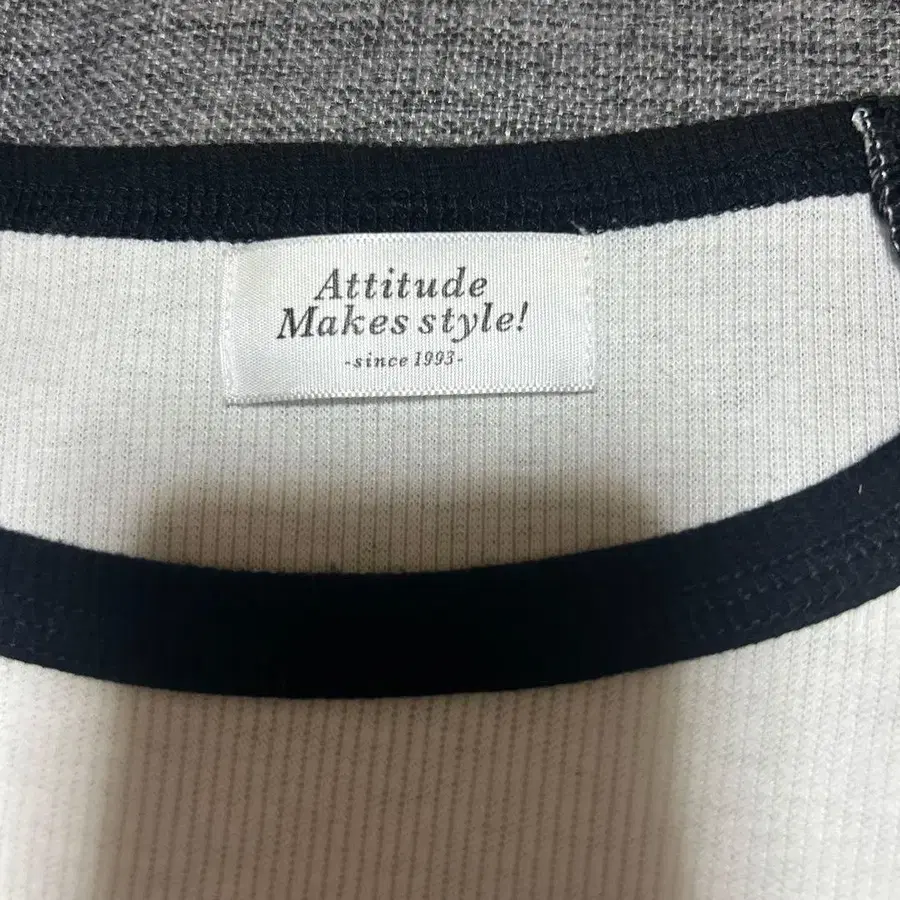 Attitude
Makes style!
-since 1993-